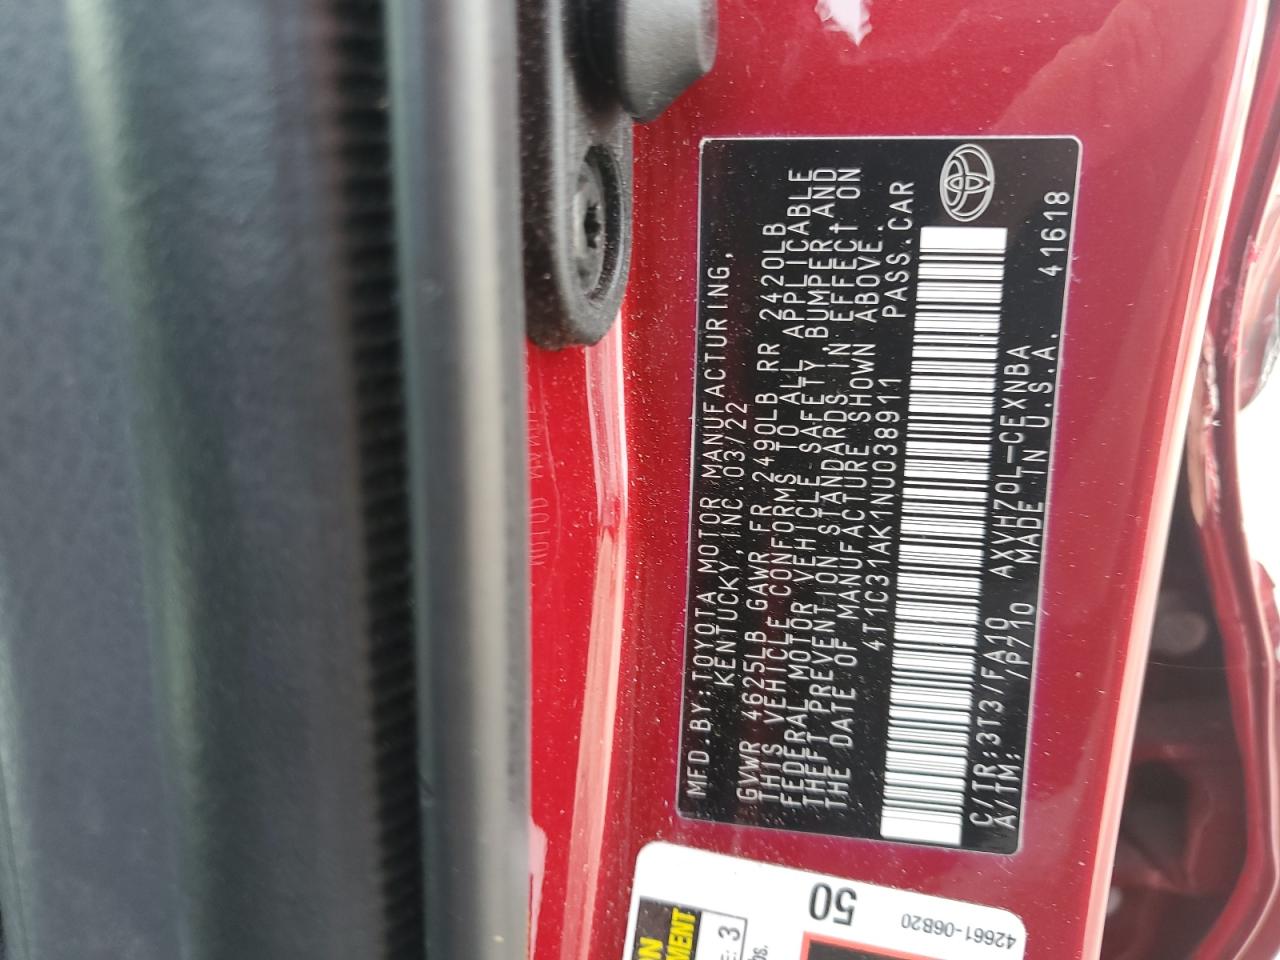 MFD.BY:TOYOTA MOTOR MANUFACTURING,
KENTUCKY,INC.03/22
GVWR 4625LB GAWR FR 2490LB RR 2420LB
THIS VEHICLE CONFORMS TO ALL APPLICABLE
FEDERAL MOTOR VEHICLE SAFETY,BUMPER,AND
THEFT PREVENTION STANDARDS IN EFFECT ON
THE DATE OF MANUFACTURE SHOWN ABOVE.
4T1C31AK1NU038911 PASS.CAR
C/TR:3T3/FA10 AXVH70L-CEXNBA
A/TM: /P710 MADE IN U.S.A. 41618
50
42661-06B20
3